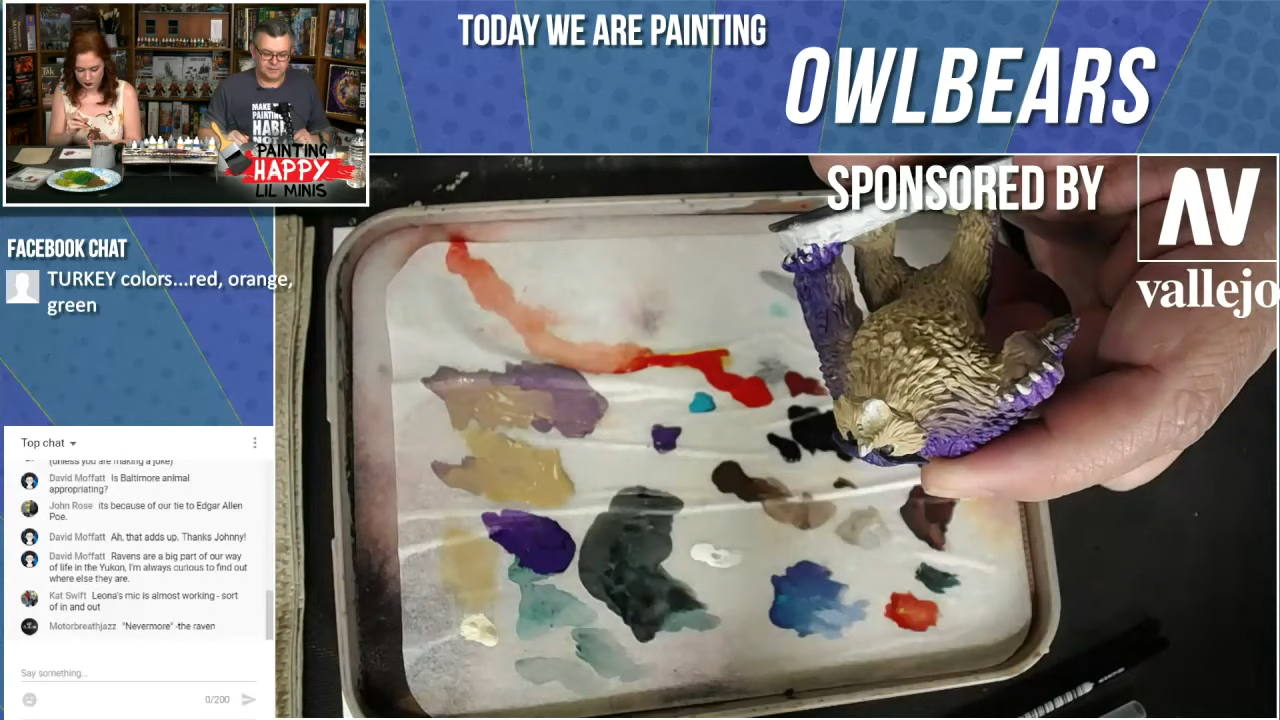 TODAY WE ARE PAINTING
OWLBEARS
SPONSORED BY
AV
vallejo
MAKE
PAINTING
PAINTING
HAPPY
LIL MINIS
FACEBOOK CHAT
TURKEY colors...red, orange,
green
Top chat
(unless you are making a joke)
David Moffatt Is Baltimore animal
appropriating?
John Rose its because of our tie to Edgar Allen
Poe.
David Moffatt Ah, that adds up. Thanks Johnny!
David Moffatt Ravens are a big part of our way
of life in the Yukon, I'm always curious to find out
where else they are.
Kat Swift Leona's mic is almost working - sort
of in and out
Motorbreathjazz "Nevermore" -the raven
Say something...
0/200